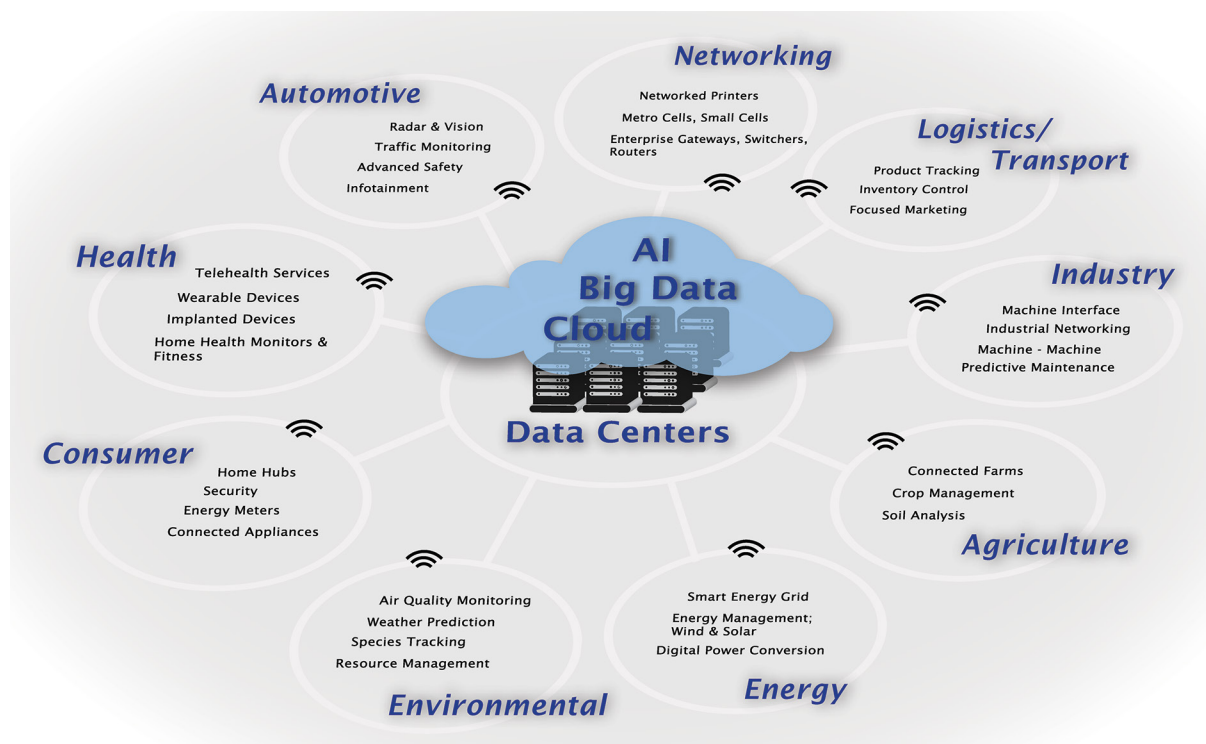 Networking
Networked Printers
Metro Cells, Small Cells
Enterprise Gateways, Switchers,
Routers
Automotive
Radar & Vision
Traffic Monitoring
Advanced Safety
Infotainment
Logistics/
Transport
Product Tracking
Inventory Control
Focused Marketing
Health
Telehealth Services
Wearable Devices
Implanted Devices
Home Health Monitors &
Fitness
AI
Big Data
Cloud
Data Centers
Industry
Machine Interface
Industrial Networking
Machine - Machine
Predictive Maintenance
Consumer
Home Hubs
Security
Energy Meters
Connected Appliances
Connected Farms
Crop Management
Soil Analysis
Agriculture
Air Quality Monitoring
Weather Prediction
Species Tracking
Resource Management
Environmental
Smart Energy Grid
Energy Management;
Wind & Solar
Digital Power Conversion
Energy